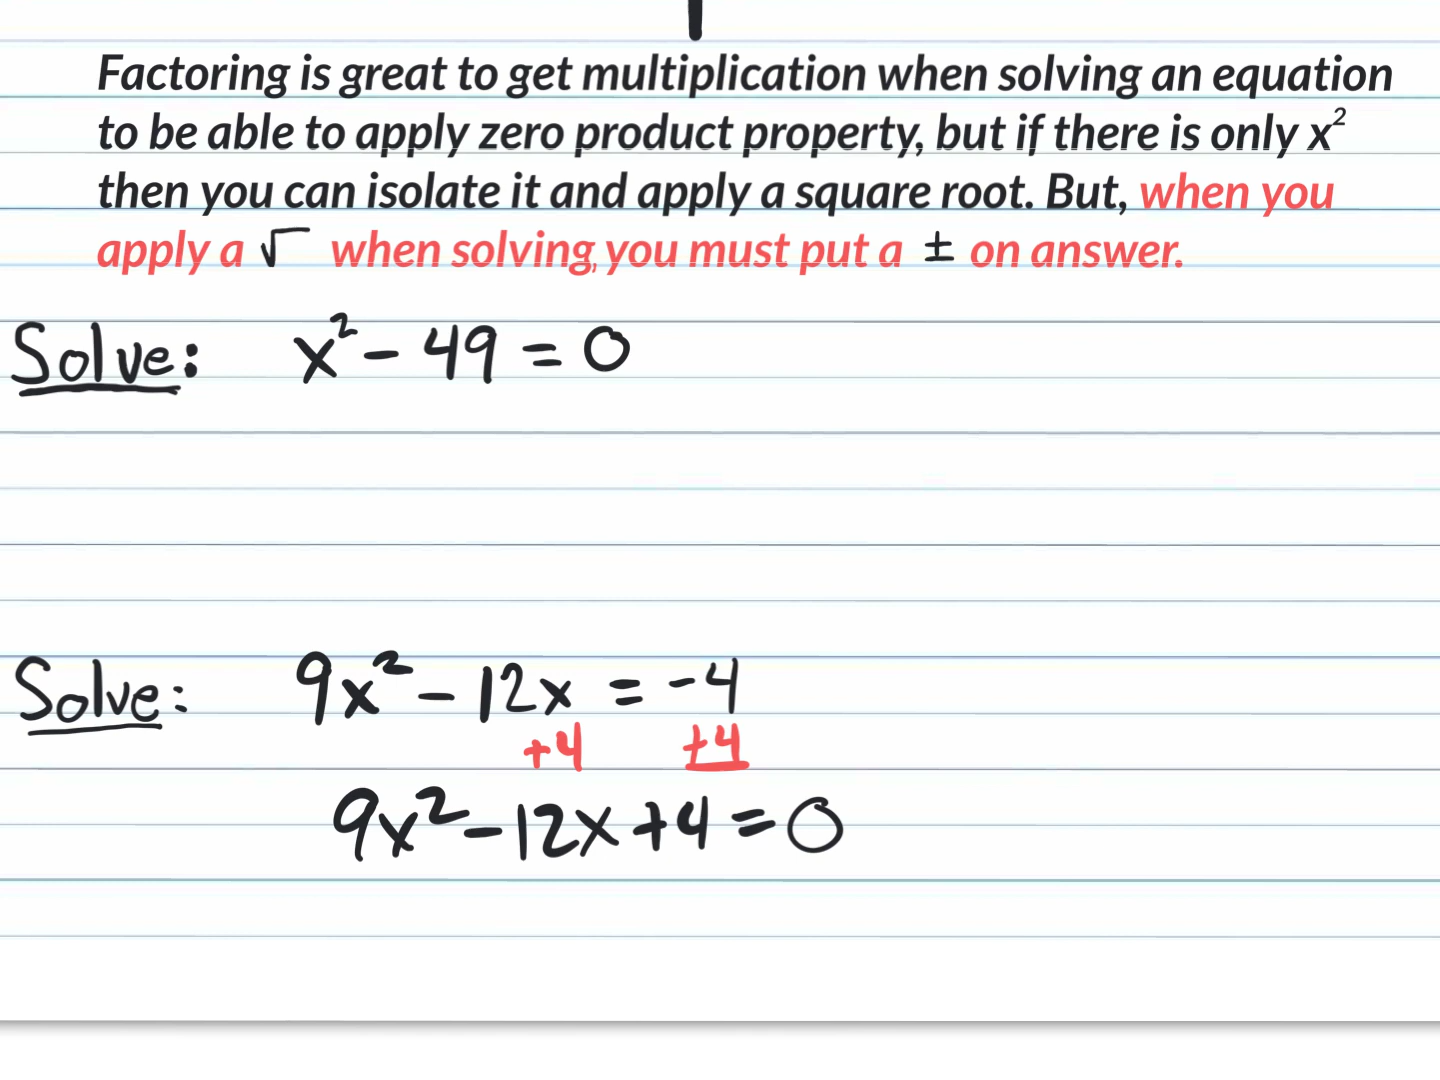 Factoring is great to get multiplication when solving an equation
to be able to apply zero product property, but if there is only x²
then you can isolate it and apply a square root. But, when you
apply a √ when solving, you must put a ± on answer.
Solve: x² - 49 = 0
Solve: 9x² - 12x = -4
+4 +4
9x² - 12x + 4 = 0